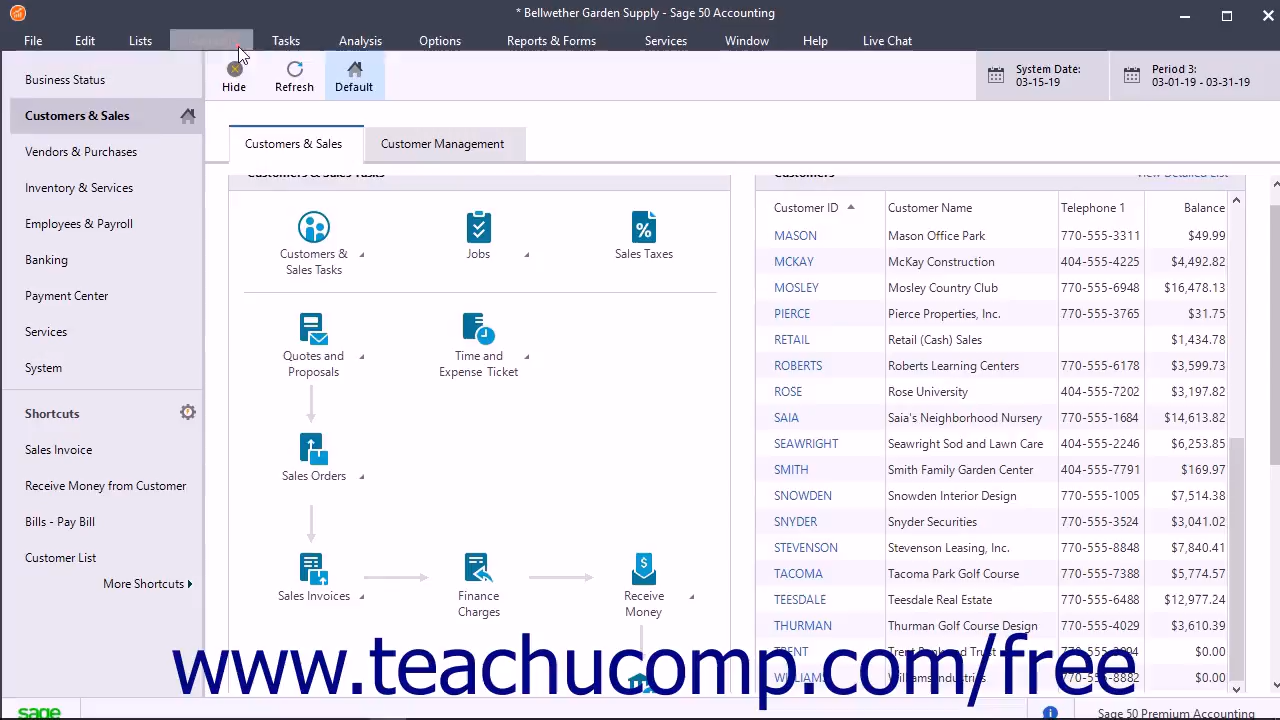 * Bellwether Garden Supply - Sage 50 Accounting
File Edit Lists Tasks Analysis Options Reports & Forms Services Window Help Live Chat
Business Status
Customers & Sales
Vendors & Purchases
Inventory & Services
Employees & Payroll
Banking
Payment Center
Services
System
Shortcuts
Sales Invoice
Receive Money from Customer
Bills - Pay Bill
Customer List
More Shortcuts
Hide Refresh Default
System Date:
03-15-19
Period 3:
03-01-19 - 03-31-19
Customers & Sales Customer Management
Customers & Sales Tasks
Customers &
Sales Tasks
Jobs
Sales Taxes
Quotes and
Proposals
Time and
Expense Ticket
Sales Orders
Sales Invoices
Finance
Charges
Receive
Money
Customers View Detailed List
Customer ID Customer Name Telephone 1 Balance
MASON Mason Office Park 770-555-3311 $49.99
MCKAY McKay Construction 404-555-4225 $4,492.82
MOSLEY Mosley Country Club 770-555-6948 $16,478.13
PIERCE Pierce Properties, Inc. 770-555-3765 $31.75
RETAIL Retail (Cash) Sales $1,434.78
ROBERTS Roberts Learning Centers 770-555-6178 $3,599.73
ROSE Rose University 404-555-7202 $3,197.82
SAIA Saia's Neighborhood Nursery 770-555-1684 $14,613.82
SEAWRIGHT Seawright Sod and Lawn Care 404-555-2246 $6,253.85
SMITH Smith Family Garden Center 404-555-7791 $169.97
SNOWDEN Snowden Interior Design 770-555-1005 $7,514.38
SNYDER Snyder Securities 770-555-3524 $3,041.02
STEVENSON Stevenson Leasing, Inc. 770-555-8848 $7,840.41
TACOMA Tacoma Park Golf Course 770-555-7388 $5,774.57
TEESDALE Teesdale Real Estate 770-555-6488 $12,977.24
THURMAN Thurman Golf Course Design 770-555-4029 $3,610.39
TRENT $0.00
$0.00
www.teachucomp.com/free
sage
Sage 50 Premium Accounting